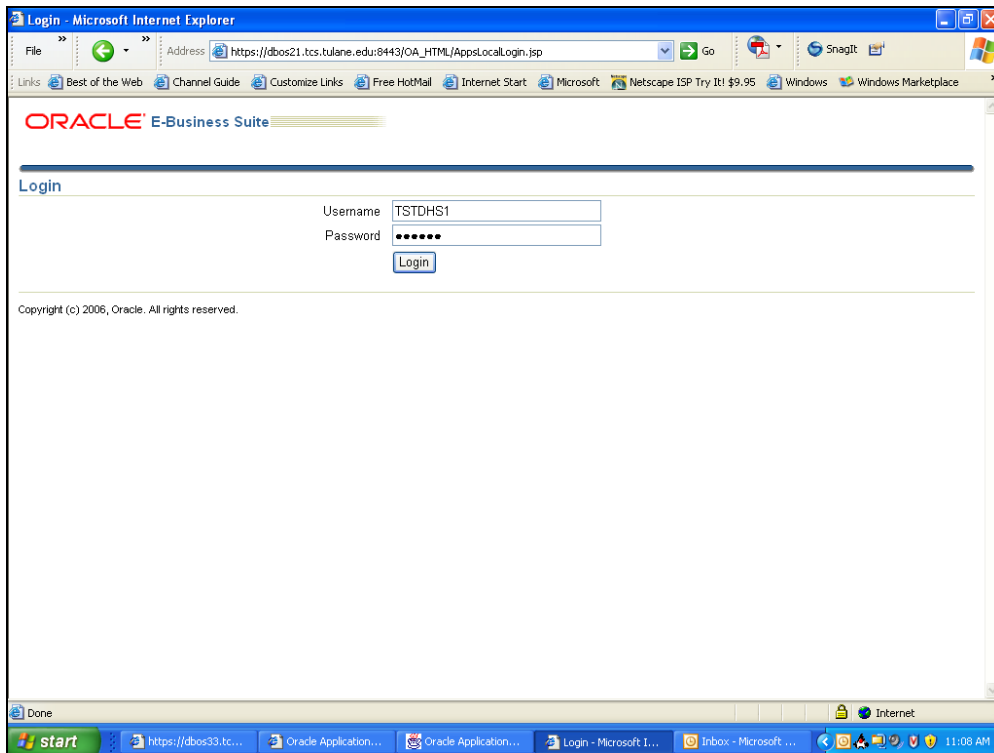 Login - Microsoft Internet Explorer
File » » Address https://dbos21.tcs.tulane.edu:8443/OA_HTML/AppsLocalLogin.jsp Go SnagIt
Links Best of the Web Channel Guide Customize Links Free HotMail Internet Start Microsoft Netscape ISP Try It! $9.95 Windows Windows Marketplace
ORACLE E-Business Suite
Login
Username TSTDHS1
Password ●●●●●●
Login
Copyright (c) 2006, Oracle. All rights reserved.
Done Internet
start https://dbos33.tc... Oracle Application... Oracle Application... Login - Microsoft I... Inbox - Microsoft ... 11:08 AM